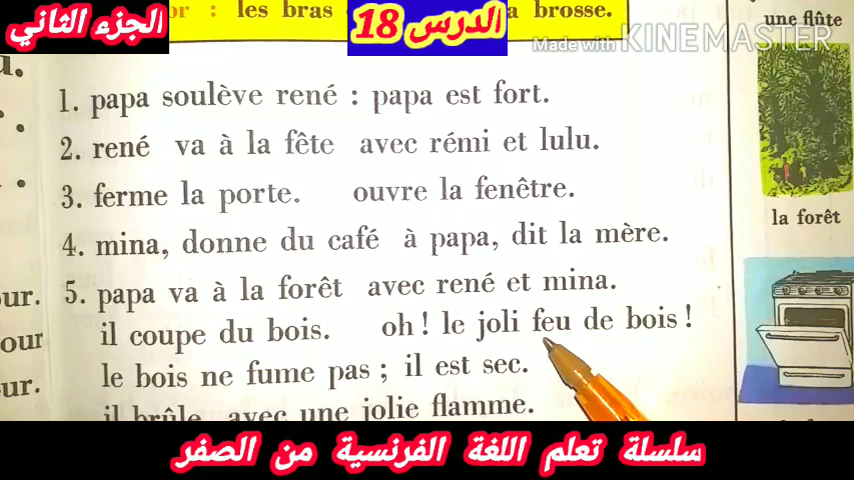 or : les bras
a brosse.
الجزء الثاني
الدرس 18
Made with KINEMASTER
une flûte
1. papa soulève rené : papa est fort.
2. rené va à la fête avec rémi et lulu.
3. ferme la porte. ouvre la fenêtre.
4. mina, donne du café à papa, dit la mère.
la forêt
5. papa va à la forêt avec rené et mina.
il coupe du bois. oh ! le joli feu de bois !
le bois ne fume pas ; il est sec.
il brûle avec une jolie flamme.
ur.
our
ur.
سلسلة تعلم اللغة الفرنسية من الصفر